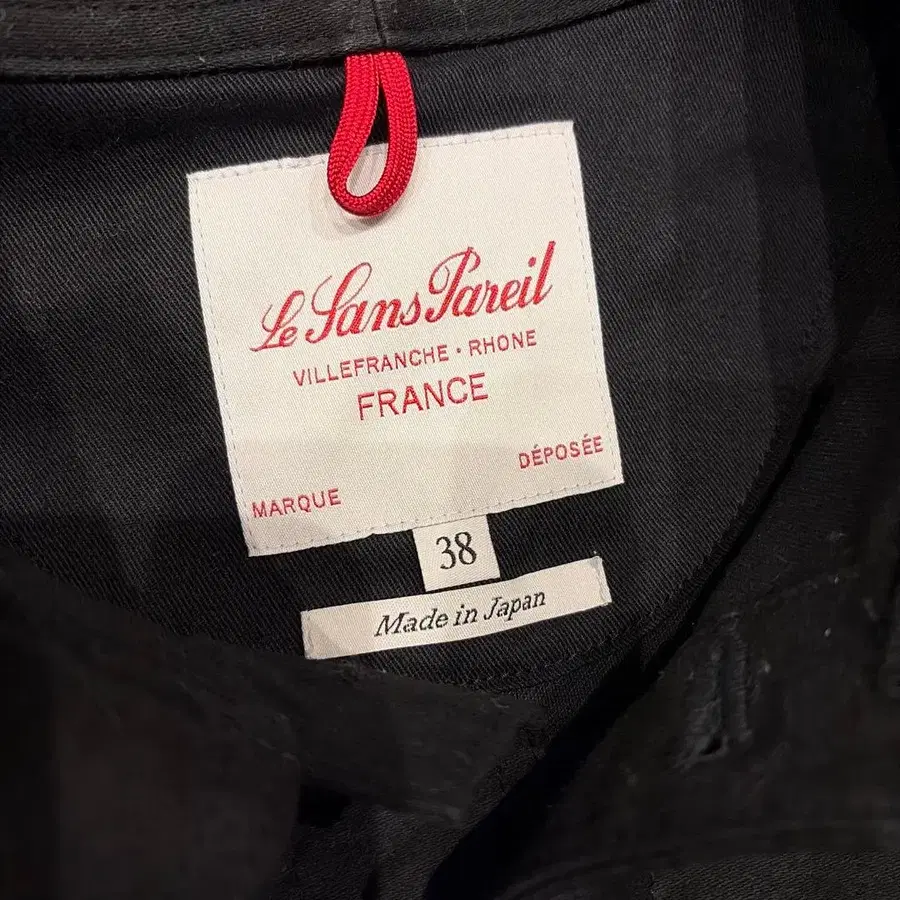 Le Sans Pareil
VILLEFRANCHE · RHONE
FRANCE
MARQUE DÉPOSÉE
38
Made in Japan